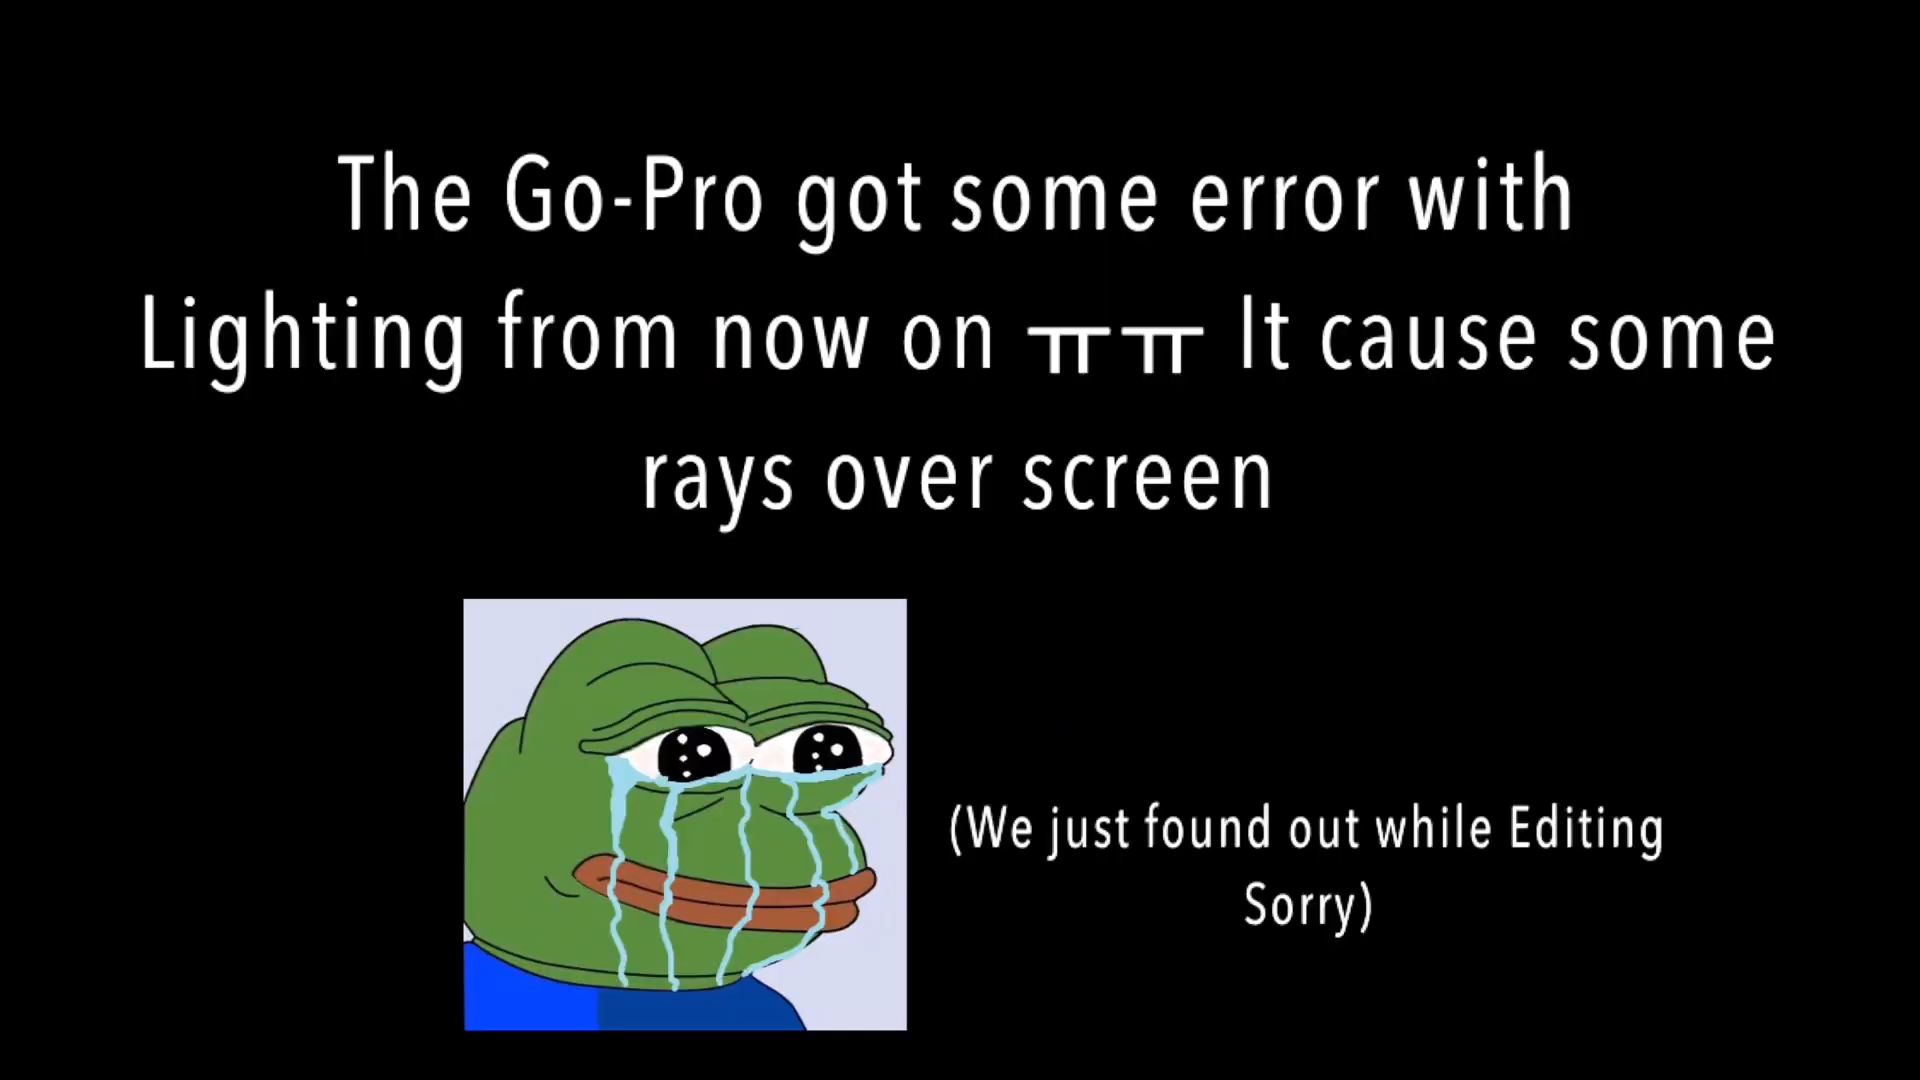 The Go-Pro got some error with
Lighting from now on ㅠㅠ It cause some
rays over screen
(We just found out while Editing
Sorry)